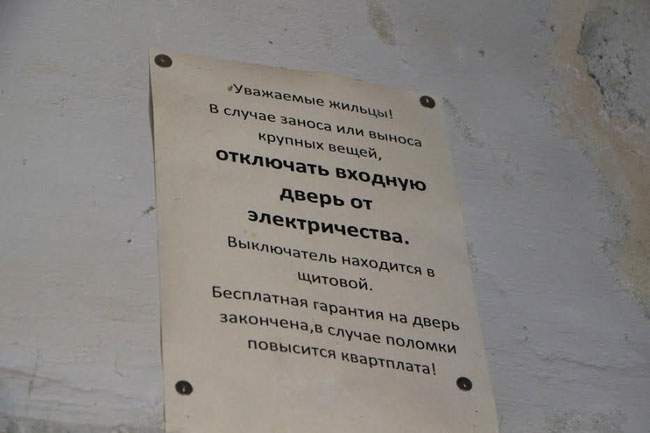 Уважаемые жильцы!
В случае заноса или выноса
крупных вещей,
отключать входную
дверь от
электричества.
Выключатель находится в
щитовой.
Бесплатная гарантия на дверь
закончена,в случае поломки
повысится квартплата!